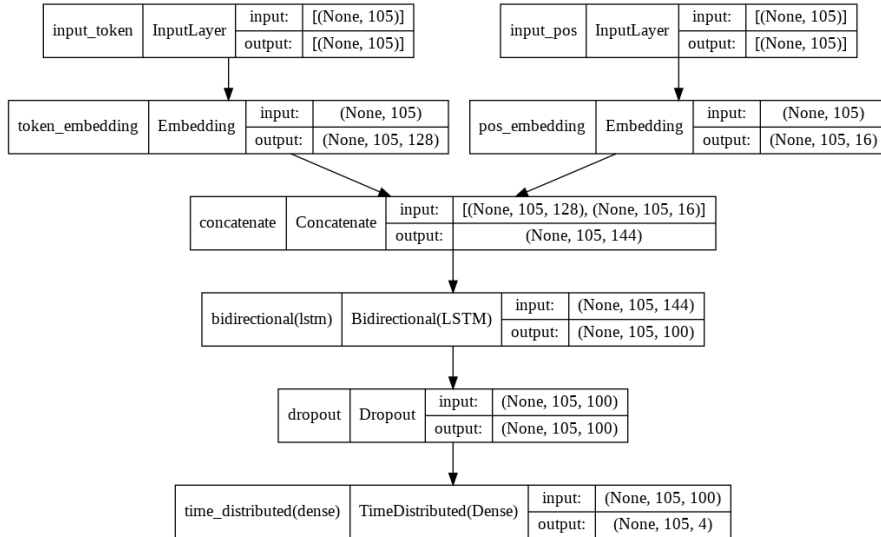 input_token InputLayer input: [(None, 105)] output: [(None, 105)]
input_pos InputLayer input: [(None, 105)] output: [(None, 105)]
token_embedding Embedding input: (None, 105) output: (None, 105, 128)
pos_embedding Embedding input: (None, 105) output: (None, 105, 16)
concatenate Concatenate input: [(None, 105, 128), (None, 105, 16)] output: (None, 105, 144)
bidirectional(lstm) Bidirectional(LSTM) input: (None, 105, 144) output: (None, 105, 100)
dropout Dropout input: (None, 105, 100) output: (None, 105, 100)
time_distributed(dense) TimeDistributed(Dense) input: (None, 105, 100) output: (None, 105, 4)